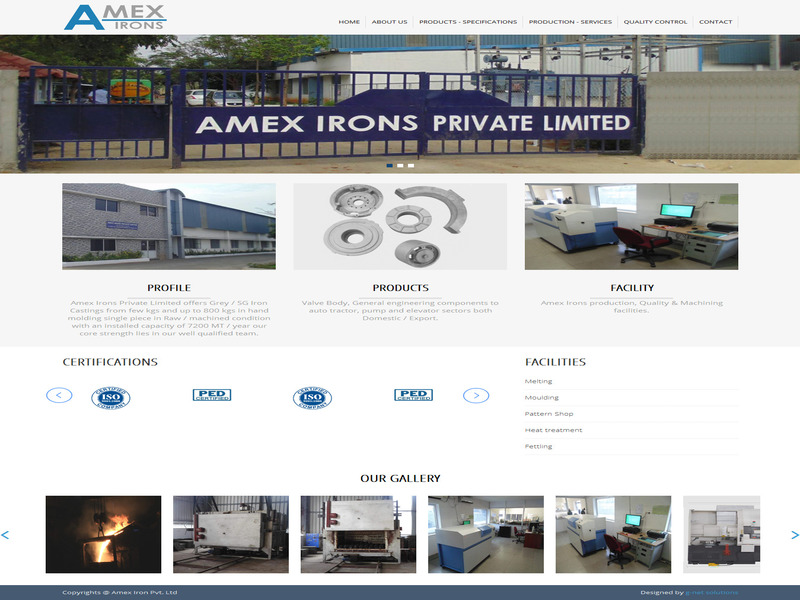 AMEX
IRONS
HOME ABOUT US PRODUCTS - SPECIFICATIONS PRODUCTION - SERVICES QUALITY CONTROL CONTACT
AMEX IRONS PRIVATE LIMITED
PROFILE
Amex Irons Private Limited offers Grey / SG Iron
Castings from few kgs and up to 800 kgs in hand
molding single piece in Raw / machined condition
with an installed capacity of 7200 MT / year our
core strength lies in our well qualified team.
PRODUCTS
Valve Body, General engineering components to
auto tractor, pump and elevator sectors both
Domestic / Export.
FACILITY
Amex Irons production, Quality & Machining
facilities.
CERTIFICATIONS
< CERTIFIED ISO COMPANY PED CERTIFIED CERTIFIED ISO COMPANY PED CERTIFIED >
FACILITIES
Melting
Moulding
Pattern Shop
Heat treatment
Fettling
OUR GALLERY
< >
Copyrights @ Amex Iron Pvt. Ltd
Designed by g-net solutions